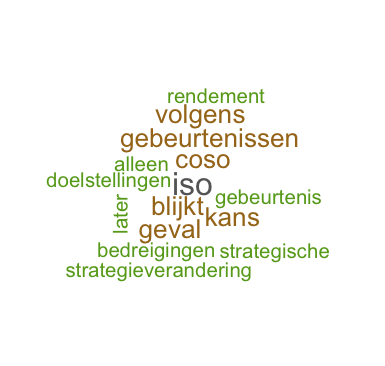 rendement
volgens
gebeurtenissen
alleen coso
doelstellingen iso
later blijkt kans gebeurtenis
geval
bedreigingen strategische
strategieverandering